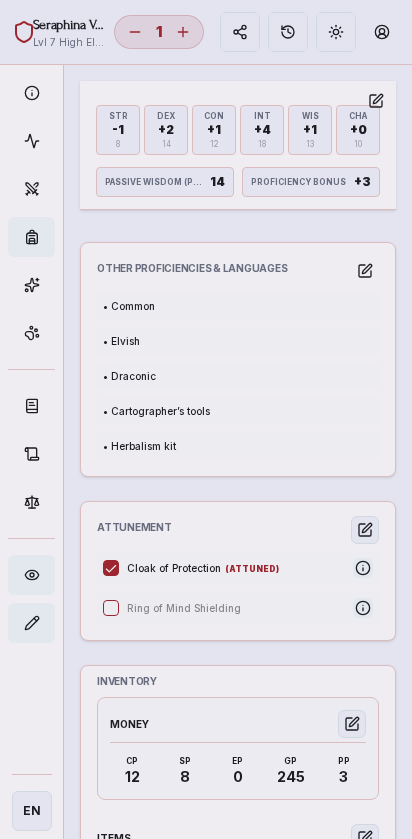 Seraphina V...
Lvl 7 High El...
1
STR DEX CON INT WIS CHA
-1 +2 +1 +4 +1 +0
8 14 12 18 13 10
PASSIVE WISDOM (P... 14 PROFICIENCY BONUS +3
OTHER PROFICIENCIES & LANGUAGES
• Common
• Elvish
• Draconic
• Cartographer's tools
• Herbalism kit
ATTUNEMENT
Cloak of Protection (ATTUNED)
Ring of Mind Shielding
INVENTORY
MONEY
CP SP EP GP PP
12 8 0 245 3
ITEMS
EN